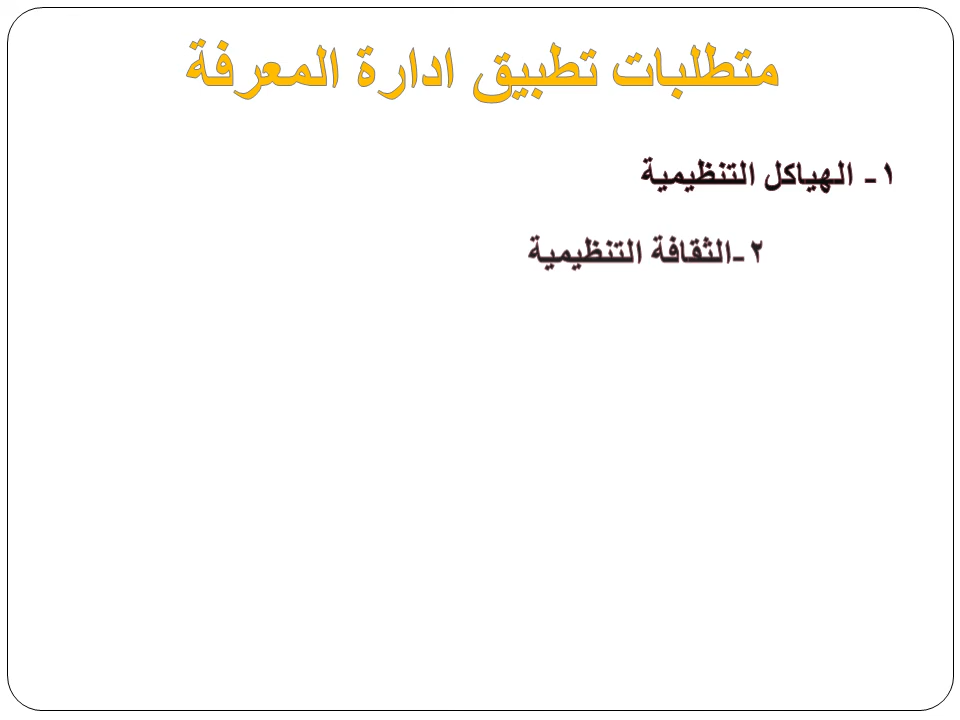 متطلبات تطبيق ادارة المعرفة
١- الهياكل التنظيمية
٢-الثقافة التنظيمية